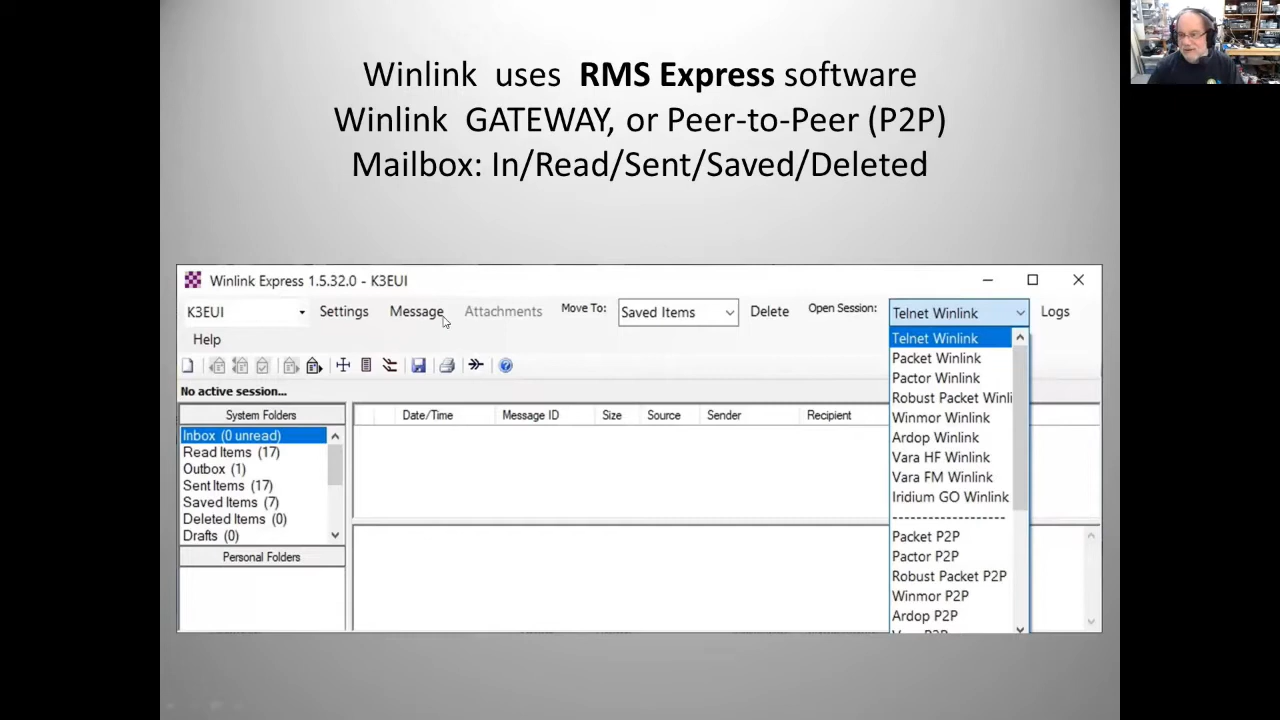 Winlink uses RMS Express software
Winlink GATEWAY, or Peer-to-Peer (P2P)
Mailbox: In/Read/Sent/Saved/Deleted
Winlink Express 1.5.32.0 - K3EUI
K3EUI Settings Message Attachments Move To: Saved Items Delete Open Session: Telnet Winlink Logs
Help
No active session...
System Folders
Inbox (0 unread)
Read Items (17)
Outbox (1)
Sent Items (17)
Saved Items (7)
Deleted Items (0)
Drafts (0)
Personal Folders
Date/Time Message ID Size Source Sender Recipient
Telnet Winlink
Packet Winlink
Pactor Winlink
Robust Packet Winli
Winmor Winlink
Ardop Winlink
Vara HF Winlink
Vara FM Winlink
Iridium GO Winlink
-------------------
Packet P2P
Pactor P2P
Robust Packet P2P
Winmor P2P
Ardop P2P